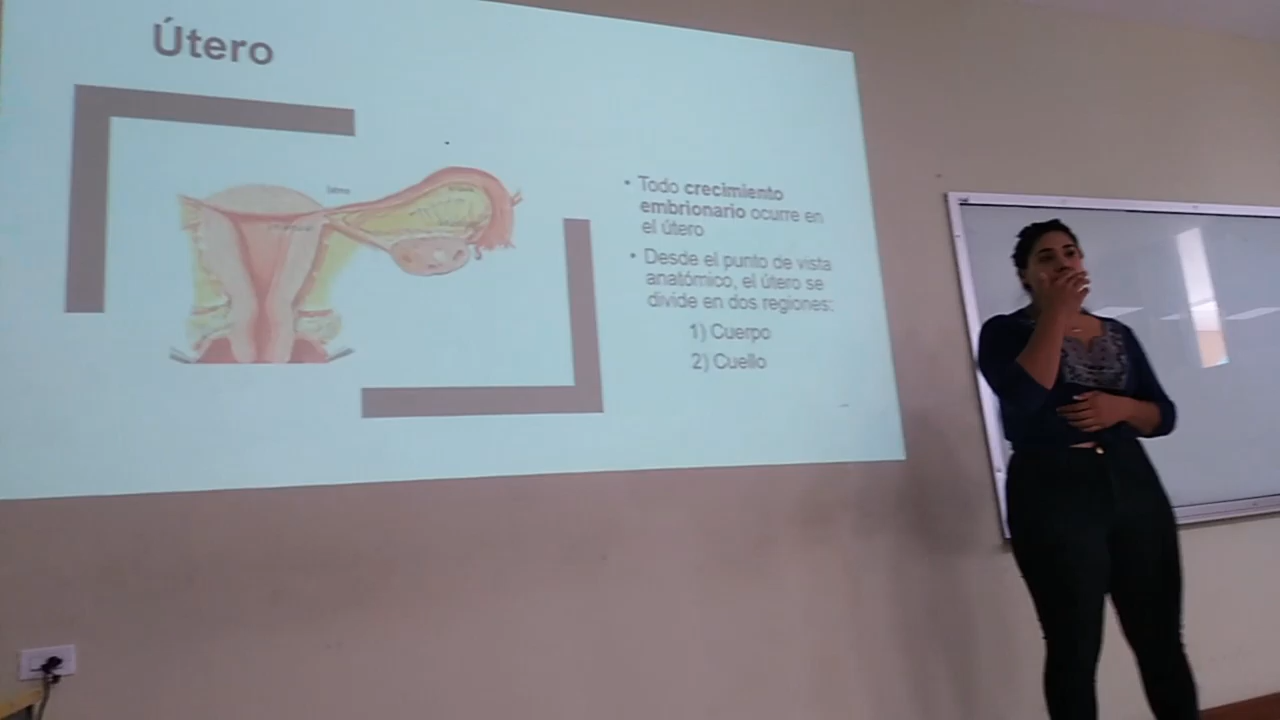 Útero
• Todo crecimiento
embrionario ocurre en
el útero
• Desde el punto de vista
anatómico, el útero se
divide en dos regiones:
1) Cuerpo
2) Cuello